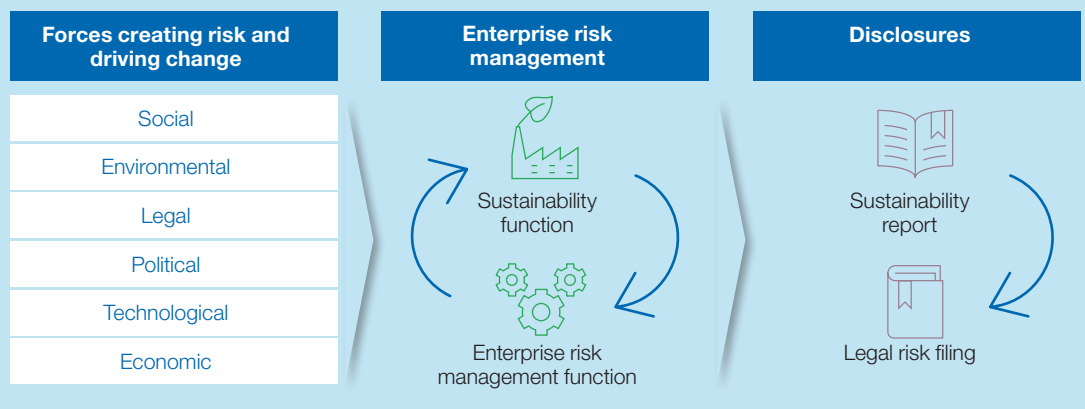 Forces creating risk and
driving change
Social
Environmental
Legal
Political
Technological
Economic
Enterprise risk
management
Sustainability
function
Enterprise risk
management function
Disclosures
Sustainability
report
Legal risk filing